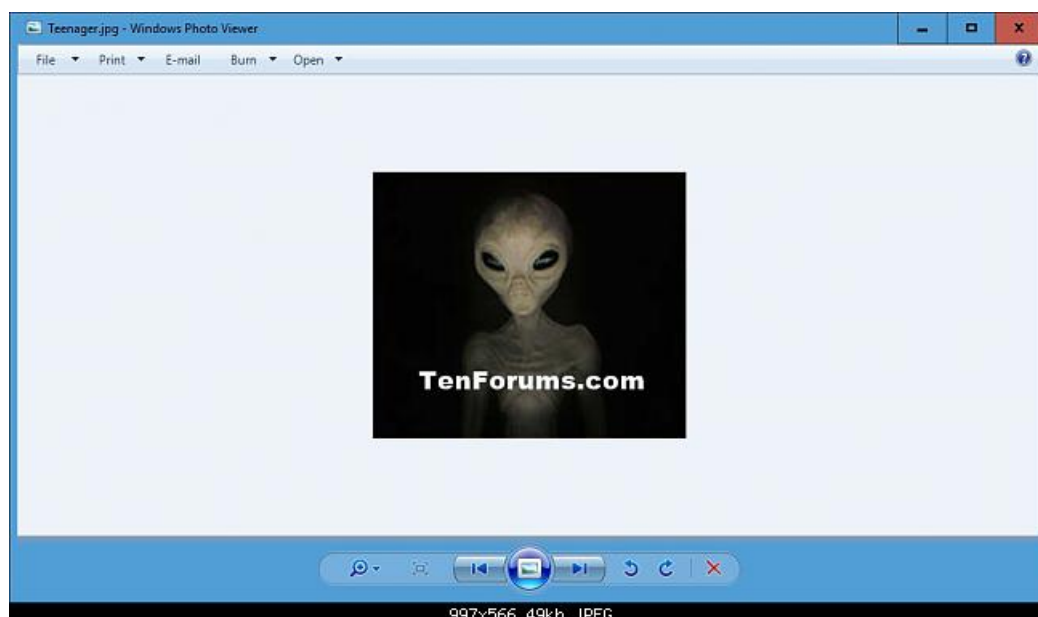 Teenager.jpg - Windows Photo Viewer
File Print E-mail Burn Open
TenForums.com
997x566 49kb JPEG